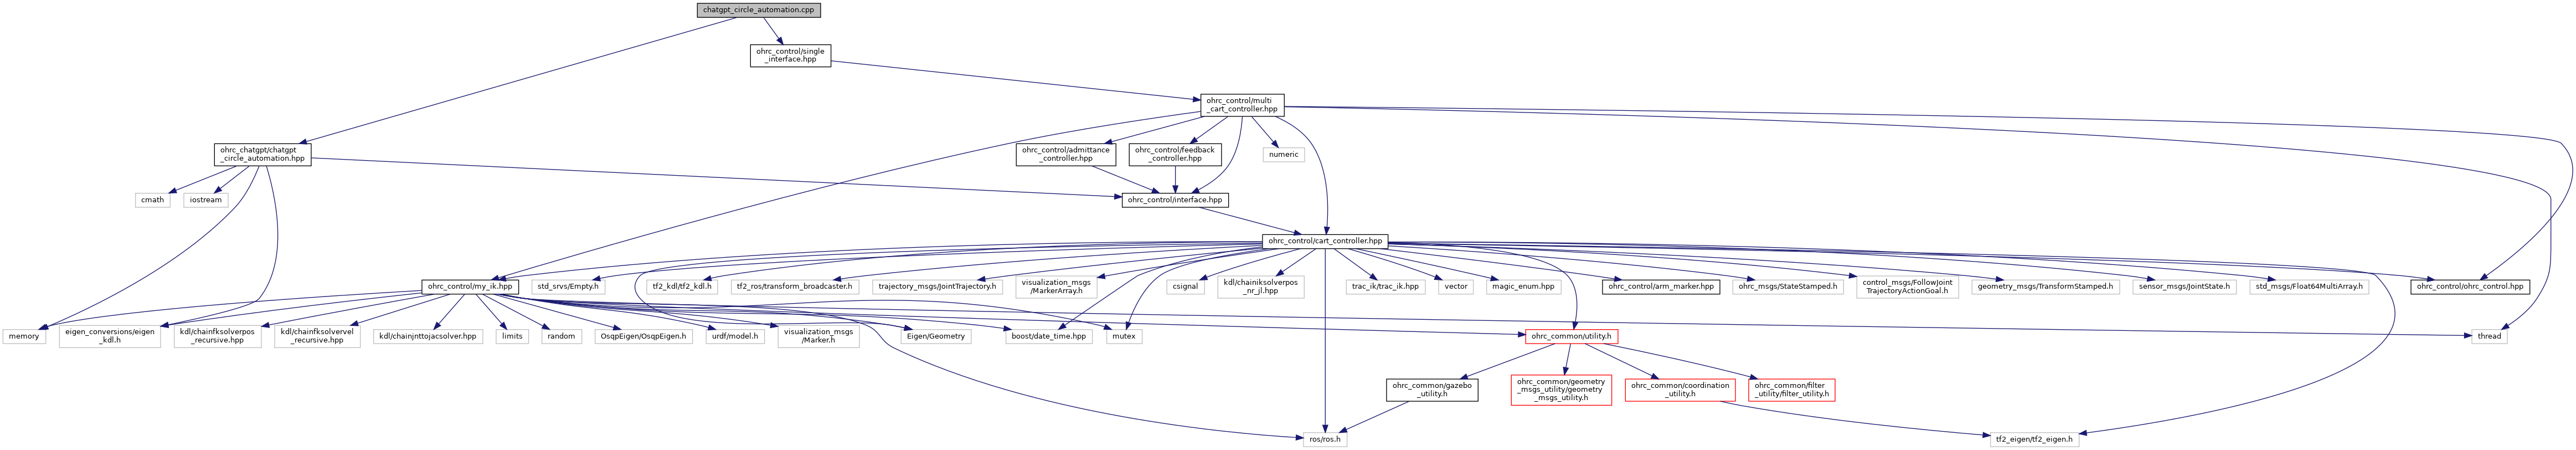 chatgpt_circle_automation.cpp
ohrc_control/single
_interface.hpp
ohrc_control/multi
_cart_controller.hpp
ohrc_chatgpt/chatgpt
_circle_automation.hpp
ohrc_control/admittance
_controller.hpp
ohrc_control/feedback
_controller.hpp
numeric
cmath
iostream
ohrc_control/interface.hpp
ohrc_control/cart_controller.hpp
ohrc_control/my_ik.hpp
std_srvs/Empty.h
tf2_kdl/tf2_kdl.h
tf2_ros/transform_broadcaster.h
trajectory_msgs/JointTrajectory.h
visualization_msgs
/MarkerArray.h
csignal
kdl/chainiksolverpos
_nr_jl.hpp
trac_ik/trac_ik.hpp
vector
magic_enum.hpp
ohrc_control/arm_marker.hpp
ohrc_msgs/StateStamped.h
control_msgs/FollowJoint
TrajectoryActionGoal.h
geometry_msgs/TransformStamped.h
sensor_msgs/JointState.h
std_msgs/Float64MultiArray.h
ohrc_control/ohrc_control.hpp
memory
eigen_conversions/eigen
_kdl.h
kdl/chainfksolverpos
_recursive.hpp
kdl/chainfksolvervel
_recursive.hpp
kdl/chainjnttojacsolver.hpp
limits
random
OsqpEigen/OsqpEigen.h
urdf/model.h
visualization_msgs
/Marker.h
Eigen/Geometry
boost/date_time.hpp
mutex
ohrc_common/utility.h
thread
ohrc_common/gazebo
_utility.h
ohrc_common/geometry
_msgs_utility/geometry
_msgs_utility.h
ohrc_common/coordination
_utility.h
ohrc_common/filter
_utility/filter_utility.h
ros/ros.h
tf2_eigen/tf2_eigen.h